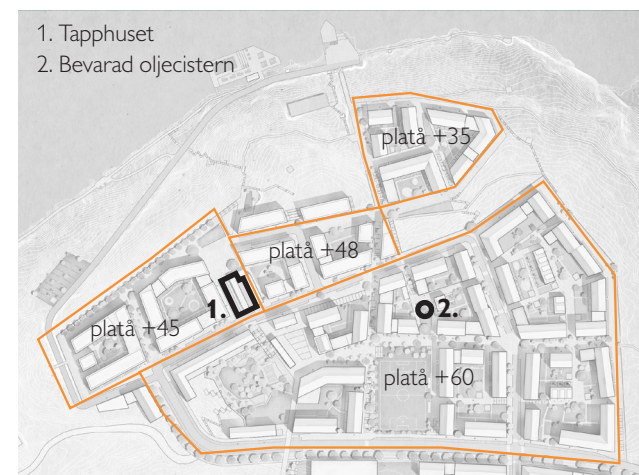 1. Tapphuset
2. Bevarad oljecistern
platå +35
platå +48
1.
platå +45
2.
platå +60